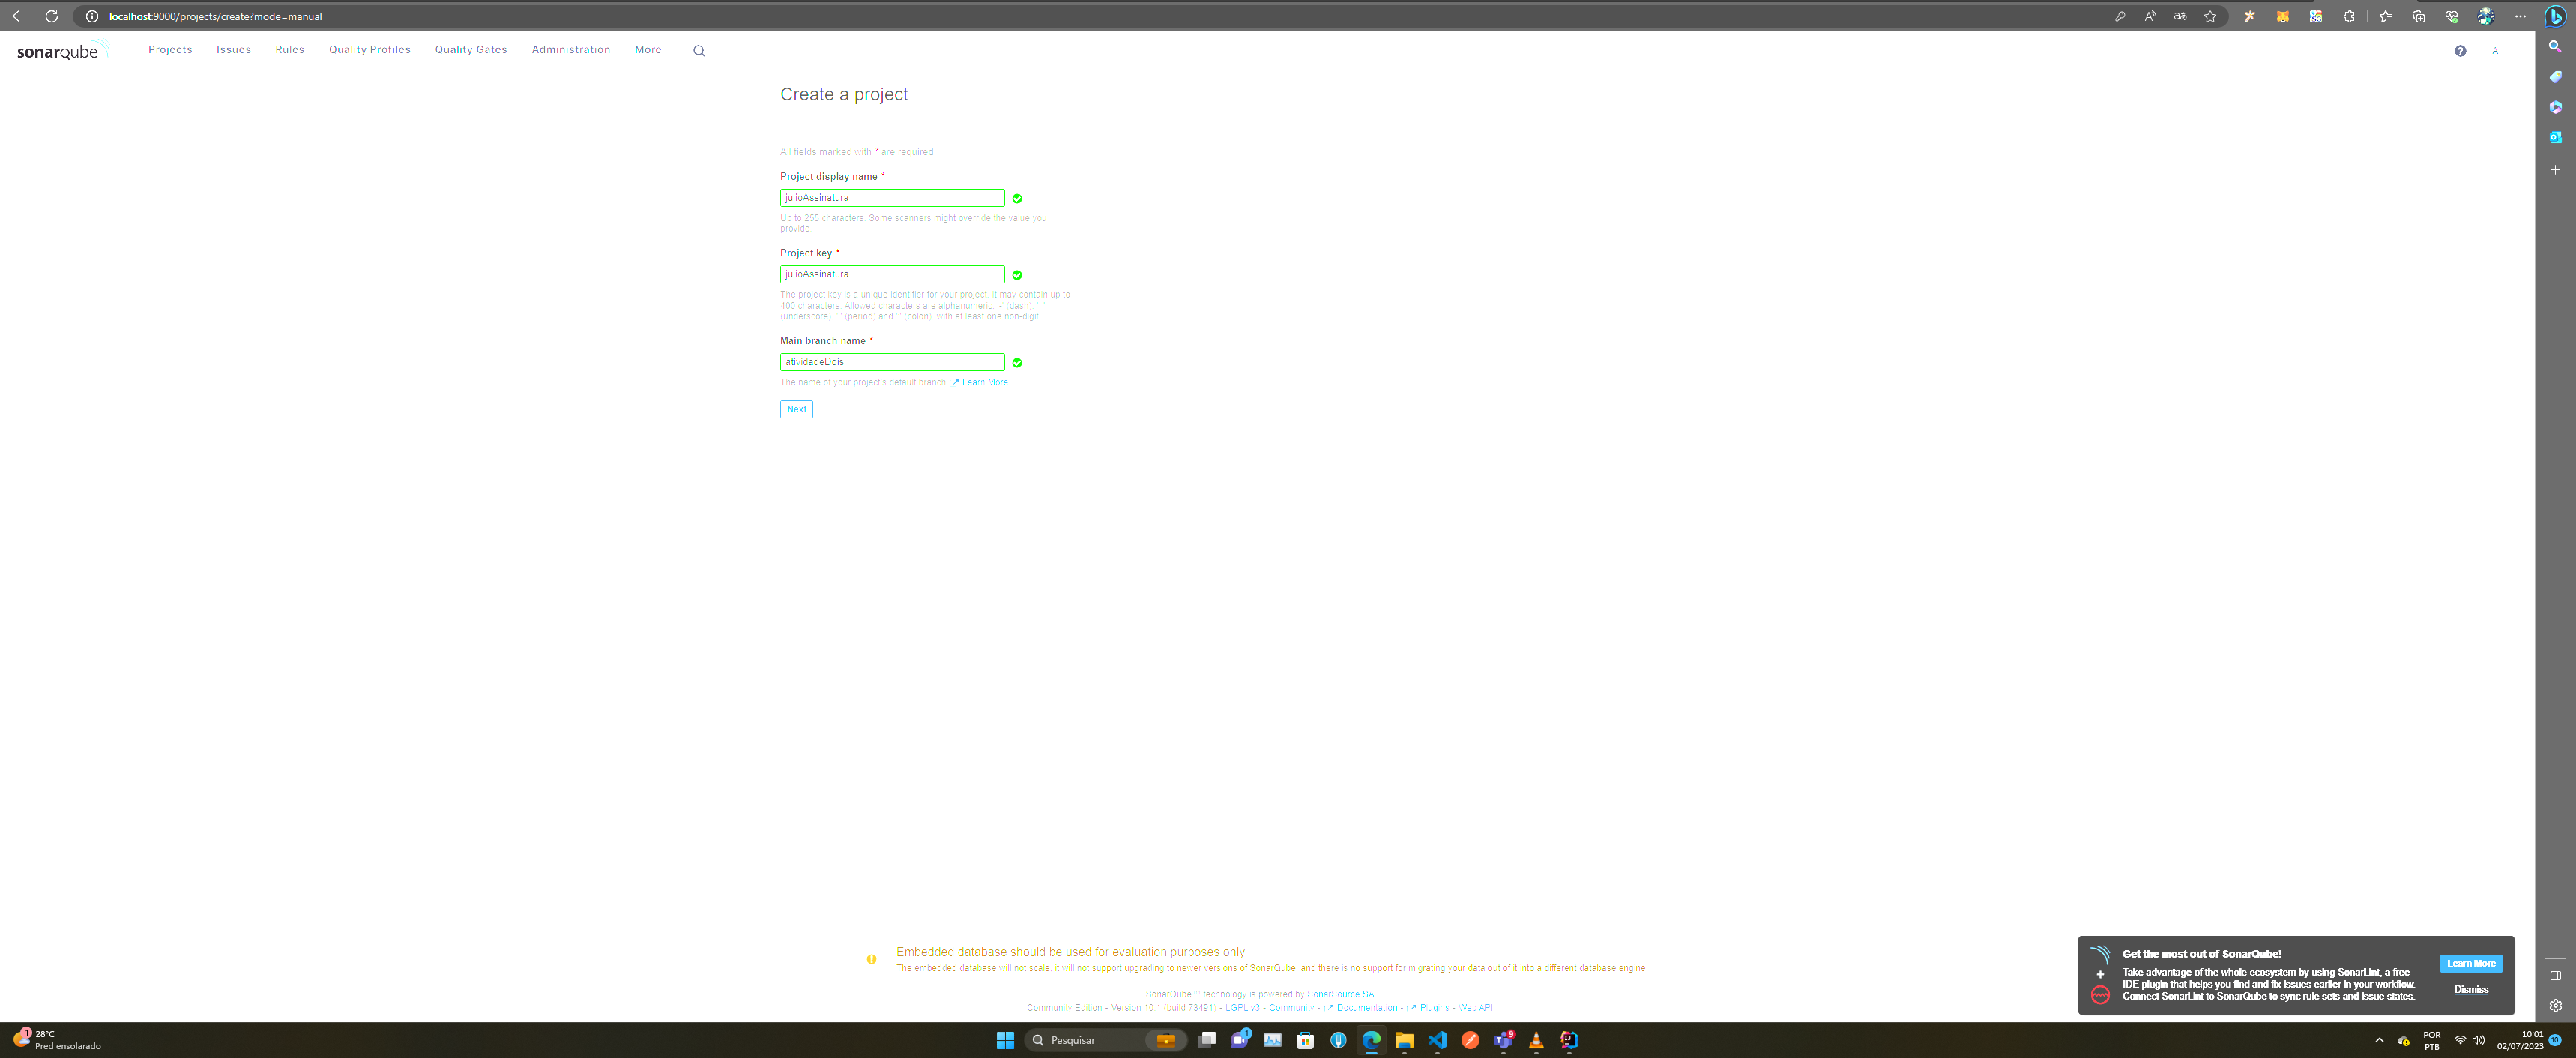 localhost:9000/projects/create?mode=manual
sonarqube Projects Issues Rules Quality Profiles Quality Gates Administration More A
Create a project
All fields marked with * are required
Project display name *
julioAssinatura
Up to 255 characters. Some scanners might override the value you
provide.
Project key *
julioAssinatura
The project key is a unique identifier for your project. It may contain up to
400 characters. Allowed characters are alphanumeric, '-' (dash), '_'
(underscore), '.' (period) and ':' (colon), with at least one non-digit.
Main branch name *
atividadeDois
The name of your project's default branch Learn More
Next
Embedded database should be used for evaluation purposes only
The embedded database will not scale, it will not support upgrading to newer versions of SonarQube, and there is no support for migrating your data out of it into a different database engine.
SonarQube™ technology is powered by SonarSource SA
Community Edition - Version 10.1 (build 73491) - LGPL v3 - Community - Documentation - Plugins - Web API
Get the most out of SonarQube!
Take advantage of the whole ecosystem by using SonarLint, a free
IDE plugin that helps you find and fix issues earlier in your workflow.
Connect SonarLint to SonarQube to sync rule sets and issue states.
Learn More
Dismiss
1
28°C
Pred ensolarado
Pesquisar
1
9
POR
PTB
10:01
02/07/2023
10